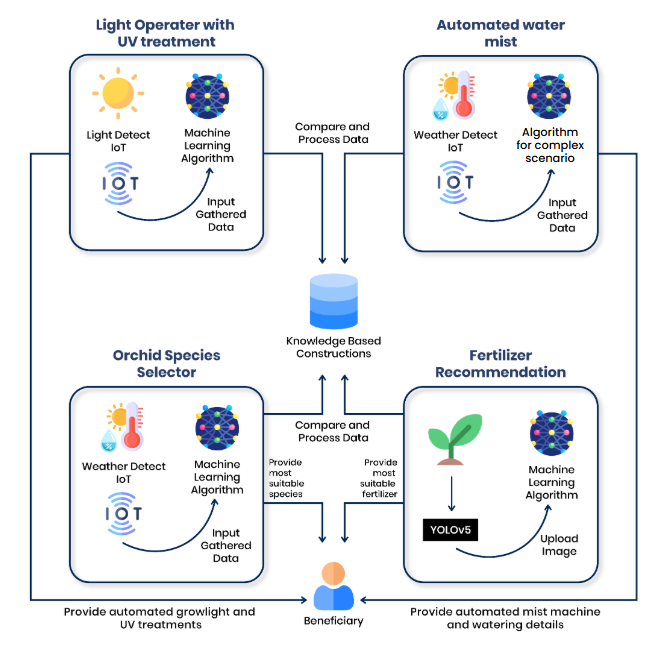 Light Operater with
UV treatment
Automated water
mist
Light Detect
IoT
Machine
Learning
Algorithm
IOT
Input
Gathered
Data
Compare and
Process Data
Weather Detect
IoT
Algorithm
for complex
scenario
IOT
Input
Gathered
Data
Knowledge Based
Constructions
Orchid Species
Selector
Fertilizer
Recommendation
Weather Detect
IoT
Machine
Learning
Algorithm
IOT
Input
Gathered
Data
Compare and
Process Data
Provide
most
suitable
species
Provide
most
suitable
fertilizer
Machine
Learning
Algorithm
YOLOv5
Upload
Image
Provide automated growlight and
UV treatments
Beneficiary
Provide automated mist machine
and watering details